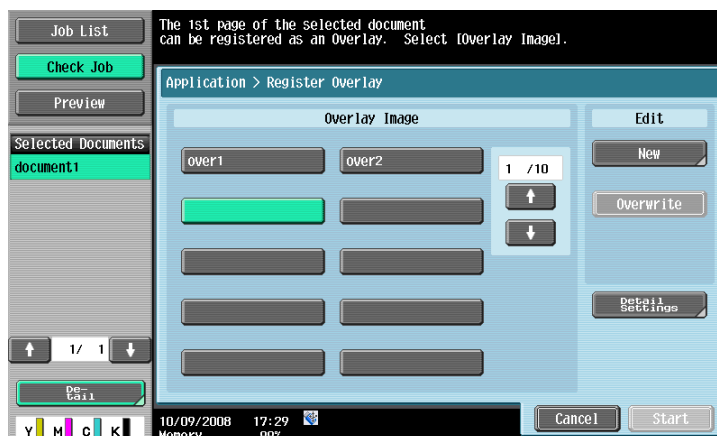 Job List
Check Job
Preview
Selected Documents
document1
1/ 1
De-
tail
Y M C K
The 1st page of the selected document
can be registered as an Overlay. Select [Overlay Image].
Application > Register Overlay
Overlay Image
over1
over2
1 /10
Edit
New
Overwrite
Detail
Settings
10/09/2008 17:29
Memory 99%
Cancel
Start